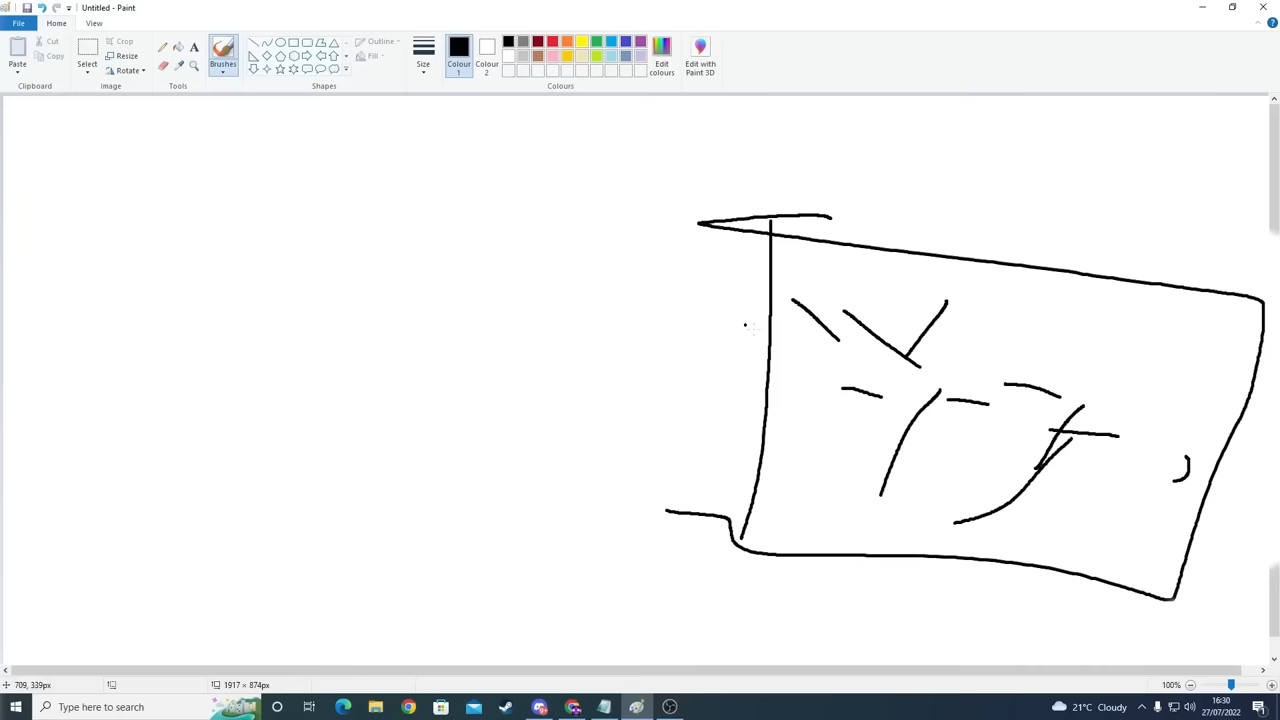 Untitled - Paint
File Home View
Paste Cut Copy Clipboard
Select Crop Resize Rotate Image
A Tools
Brushes
Outline Fill Shapes
Size
Colour 1 Colour 2
Edit colours
Colours
Edit with Paint 3D
709, 339px 1917 × 874px 100%
Type here to search
21°C Cloudy 16:30
27/07/2022